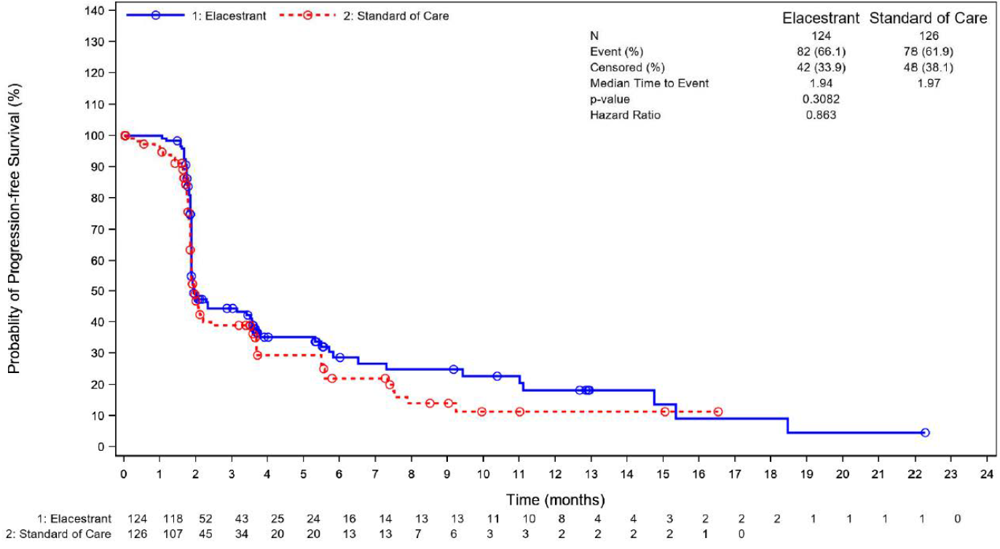 1: Elacestrant 2: Standard of Care
Elacestrant Standard of Care
N 124 126
Event (%) 82 (66.1) 78 (61.9)
Censored (%) 42 (33.9) 48 (38.1)
Median Time to Event 1.94 1.97
p-value 0.3082
Hazard Ratio 0.863
Probablity of Progression-free Survival (%)
140
130
120
110
100
90
80
70
60
50
40
30
20
10
0
0 1 2 3 4 5 6 7 8 9 10 11 12 13 14 15 16 17 18 19 20 21 22 23 24
Time (months)
1: Elacestrant 124 118 52 43 25 24 16 14 13 13 11 10 8 4 4 3 2 2 2 1 1 1 1 0
2: Standard of Care 126 107 45 34 20 20 13 13 7 6 3 3 2 2 2 2 1 0